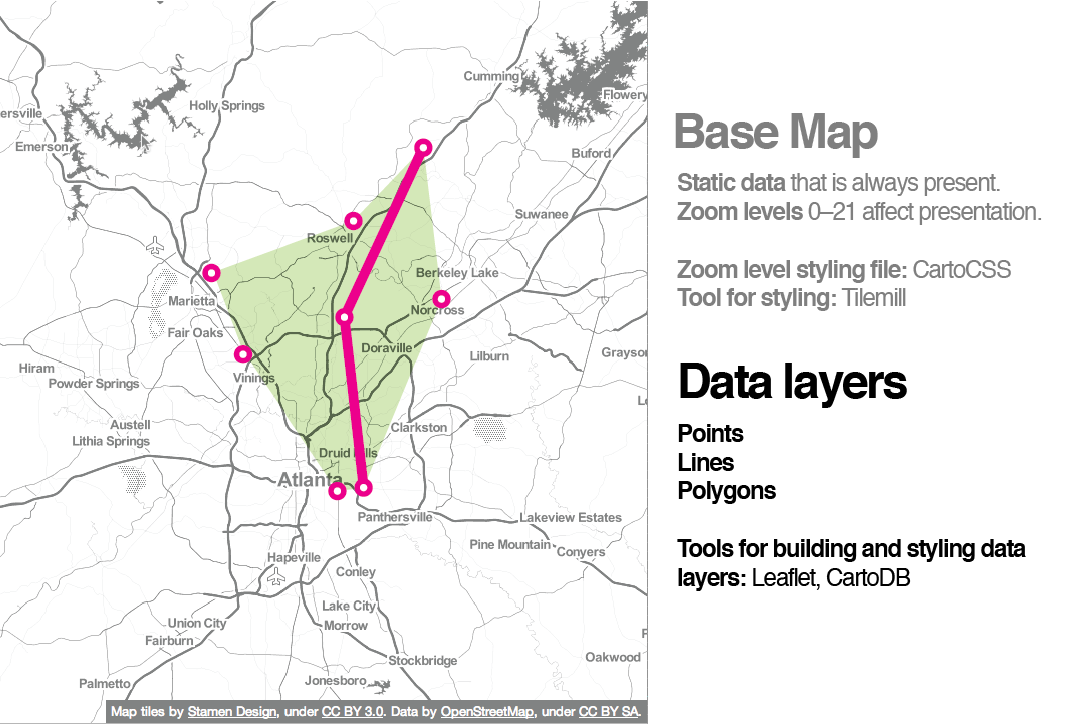 Cumming
Flowery
Holly Springs
ersville
Emerson
Buford
Suwanee
Roswell
Berkeley Lake
Marietta
Norcross
Fair Oaks
Doraville
Lilburn
Grayson
Hiram
Vinings
Powder Springs
Austell
Clarkston
Lithia Springs
Druid Hills
Atlanta
Panthersville
Lakeview Estates
Pine Mountain
Conyers
Hapeville
Conley
Lake City
Union City
Morrow
Fairburn
Stockbridge
Oakwood
Jonesboro
Palmetto
Map tiles by Stamen Design, under CC BY 3.0. Data by OpenStreetMap, under CC BY SA.
Base Map
Static data that is always present.
Zoom levels 0–21 affect presentation.
Zoom level styling file: CartoCSS
Tool for styling: Tilemill
Data layers
Points
Lines
Polygons
Tools for building and styling data
layers: Leaflet, CartoDB